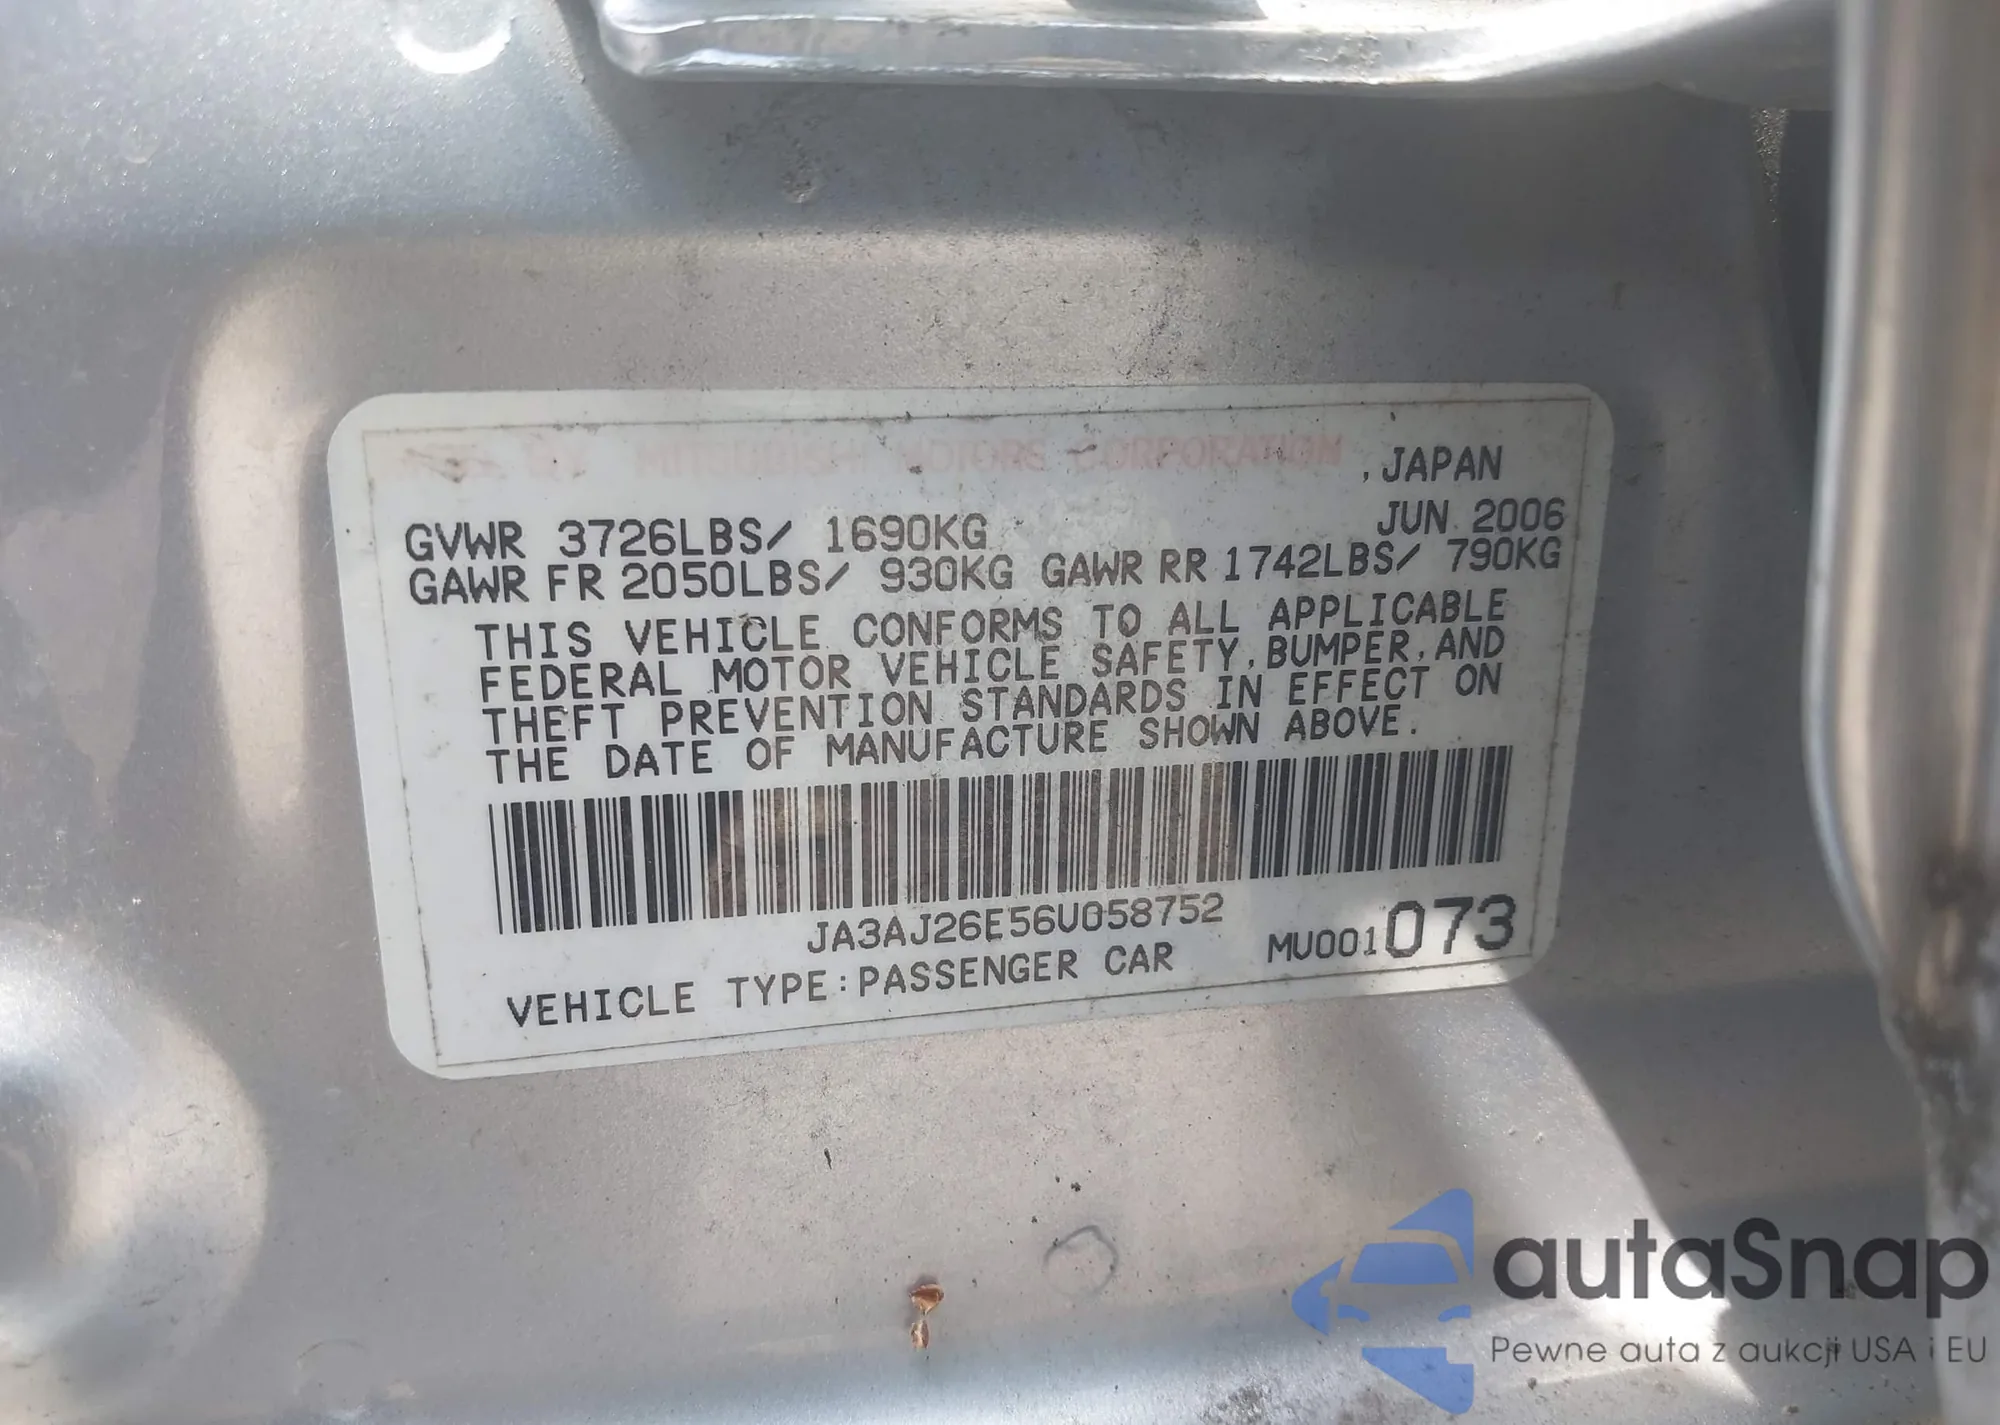 MITSUBISHI MOTORS CORPORATION , JAPAN
JUN 2006
GVWR 3726LBS/ 1690KG
GAWR FR 2050LBS/ 930KG GAWR RR 1742LBS/ 790KG
THIS VEHICLE CONFORMS TO ALL APPLICABLE
FEDERAL MOTOR VEHICLE SAFETY, BUMPER, AND
THEFT PREVENTION STANDARDS IN EFFECT ON
THE DATE OF MANUFACTURE SHOWN ABOVE.
JA3AJ26E56U058752
MU001073
VEHICLE TYPE:PASSENGER CAR
autaSnap
Pewne auta z aukcji USA i EU